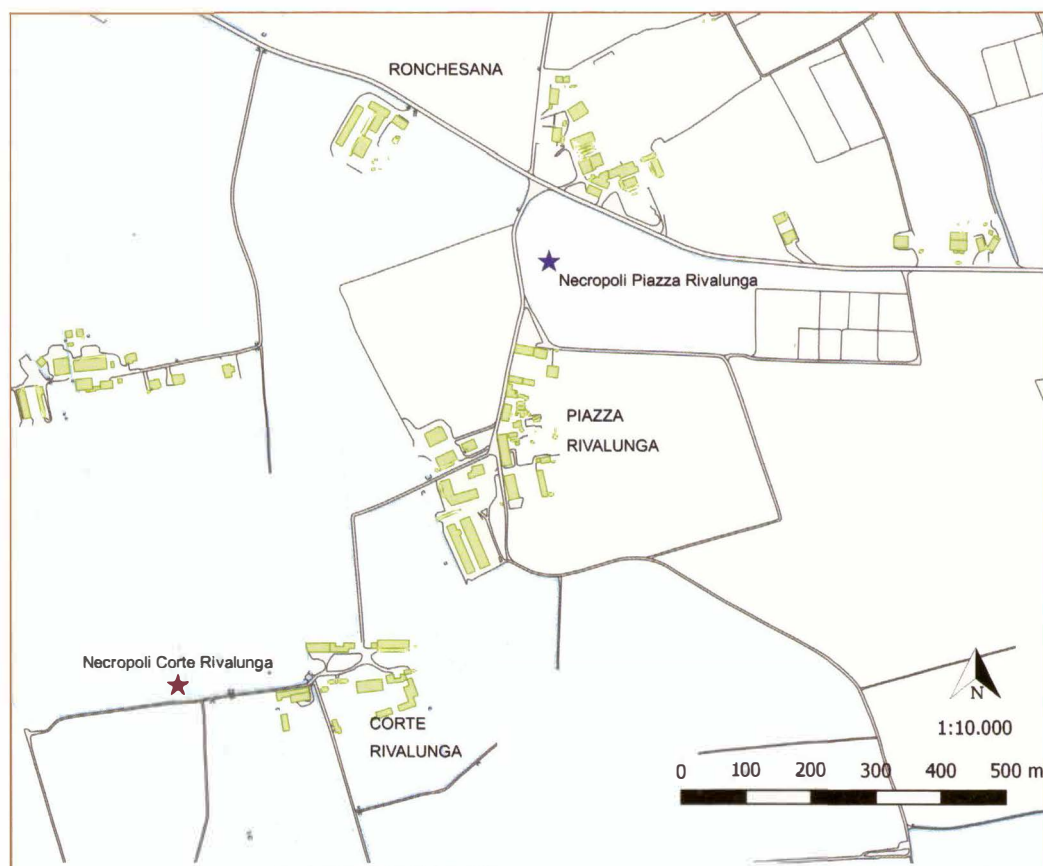 RONCHESANA
Necropoli Piazza Rivalunga
PIAZZA
RIVALUNGA
Necropoli Corte Rivalunga
CORTE
RIVALUNGA
N
1:10.000
0 100 200 300 400 500 m